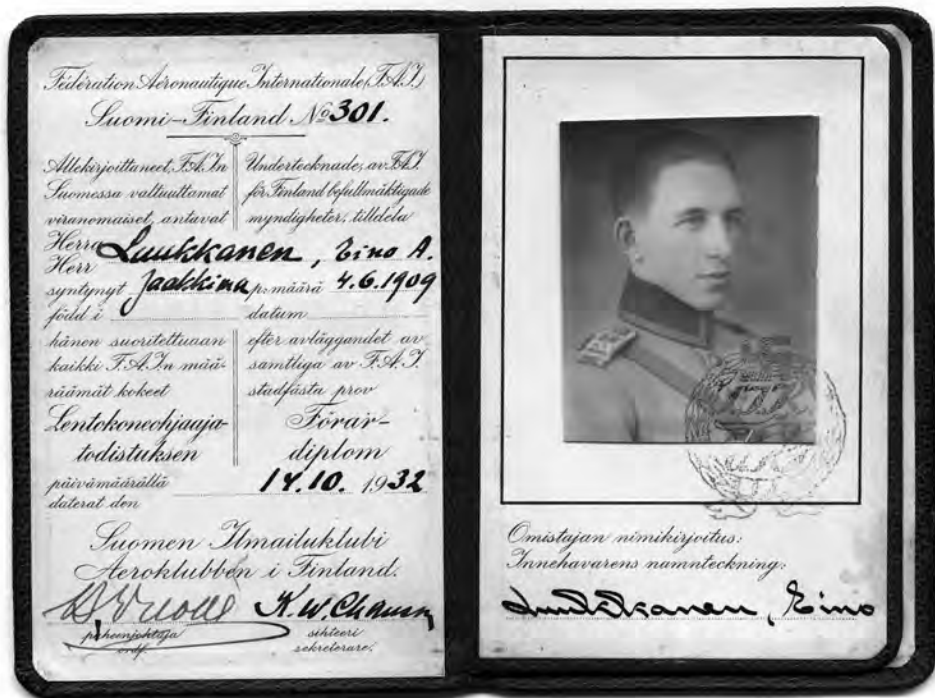 Fédération Aéronautique Internationale (F.A.I.)
Suomi-Finland No 301.
Allekirjoittaneet, F.A.I:n
Suomessa valtuuttamat
viranomaiset, antavat
Undertecknade, av F.A.I.
för Finland befullmäktigade
myndigheter, tilldela
Herra
Herr
Luukkanen, Eino A.
syntynyt Jaakkima p:määrä 4.6.1909
född i datum
hänen suoritettuaan
kaikki F.A.I:n mää-
räämät kokeet
Lentokoneohjaaja-
todistuksen
efter avläggandet av
samtliga av F.A.I.
stadfästa prov
Förar-
diplom
päivämäärällä 14.10. 1932
daterat den
Suomen Ilmailuklubi
Aeroklubben i Finland.
K.W.
puheenjohtaja
ordf.
sihteeri
sekreterare.
Omistajan nimikirjoitus:
Innehavarens namnteckning:
Luukkanen, Eino